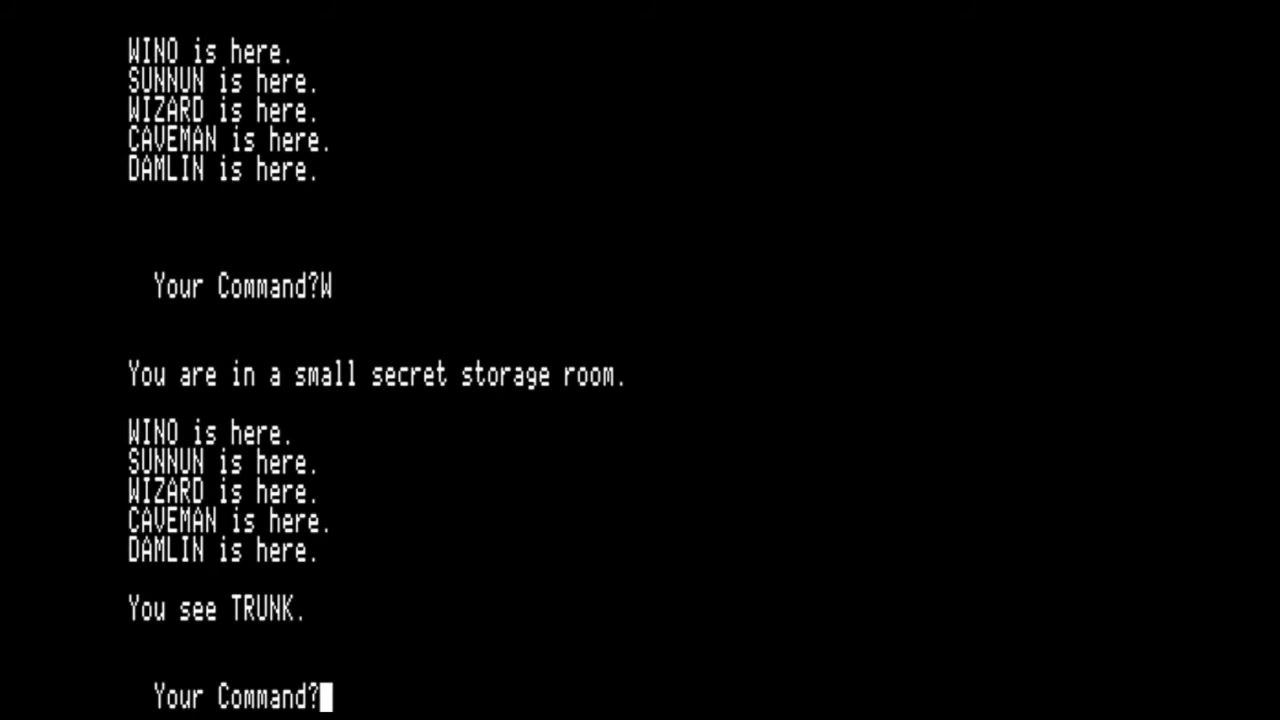 WINO is here.
SUNNUN is here.
WIZARD is here.
CAVEMAN is here.
DAMLIN is here.
Your Command?W
You are in a small secret storage room.
WINO is here.
SUNNUN is here.
WIZARD is here.
CAVEMAN is here.
DAMLIN is here.
You see TRUNK.
Your Command?